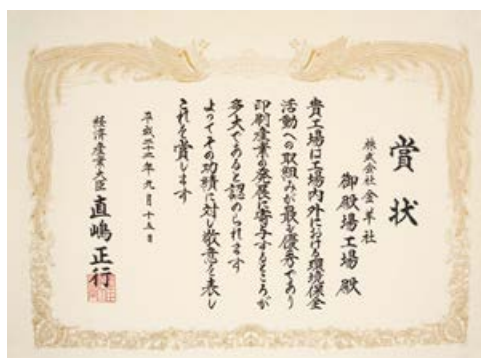 賞状
株式会社金羊社
御殿場工場殿
貴工場は工場内外における環境保全
活動への取組みが最も優秀であり
印刷産業の発展に寄与するところが
多大であると認められます
よってその功績に対し敬意を表し
これを賞します
平成二十二年九月十五日
経済産業大臣 直嶋正行